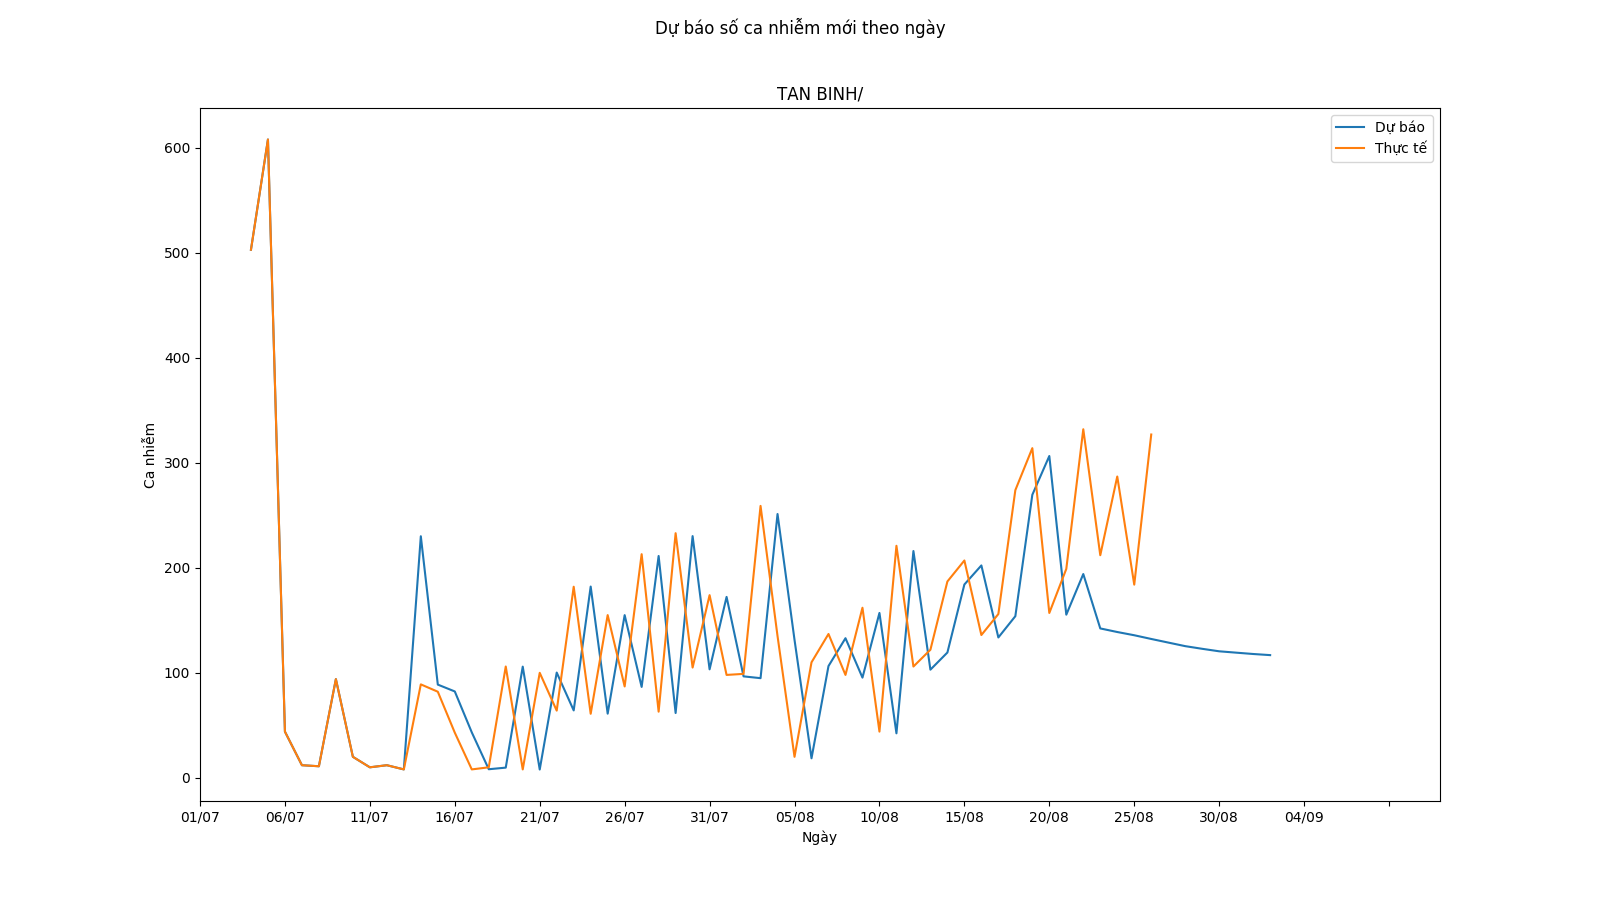 Dự báo số ca nhiễm mới theo ngày
TAN BINH/
Dự báo
Thực tế
600
500
400
300
200
100
0
Ca nhiễm
01/07 06/07 11/07 16/07 21/07 26/07 31/07 05/08 10/08 15/08 20/08 25/08 30/08 04/09
Ngày